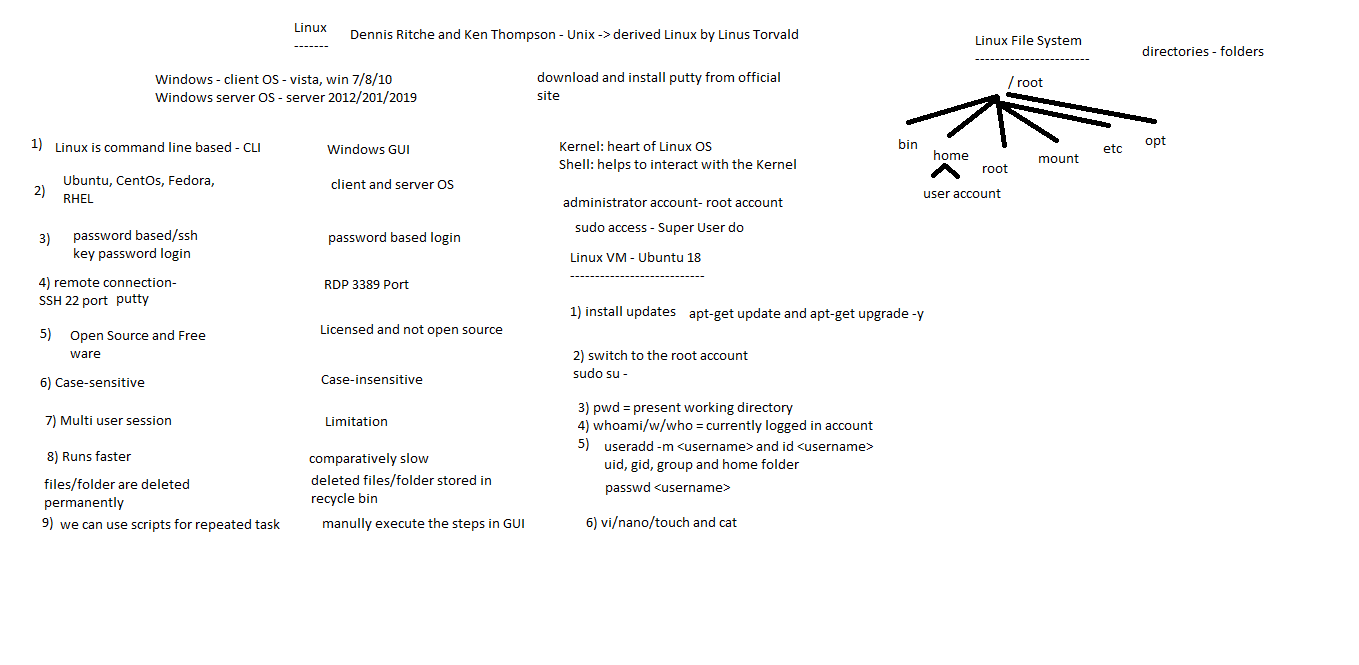 Linux
-------
Dennis Ritche and Ken Thompson - Unix -> derived Linux by Linus Torvald
Windows - client OS - vista, win 7/8/10
Windows server OS - server 2012/201/2019
download and install putty from official
site
1) Linux is command line based - CLI
Windows GUI
2) Ubuntu, CentOs, Fedora,
RHEL
client and server OS
3) password based/ssh
key password login
password based login
4) remote connection-
SSH 22 port putty
RDP 3389 Port
5) Open Source and Free
ware
Licensed and not open source
6) Case-sensitive
Case-insensitive
7) Multi user session
Limitation
8) Runs faster
comparatively slow
files/folder are deleted
permanently
deleted files/folder stored in
recycle bin
9) we can use scripts for repeated task
manully execute the steps in GUI
Kernel: heart of Linux OS
Shell: helps to interact with the Kernel
administrator account- root account
sudo access - Super User do
Linux VM - Ubuntu 18
---------------------------
1) install updates apt-get update and apt-get upgrade -y
2) switch to the root account
sudo su -
3) pwd = present working directory
4) whoami/w/who = currently logged in account
5) useradd -m <username> and id <username>
uid, gid, group and home folder
passwd <username>
6) vi/nano/touch and cat
Linux File System
-----------------------
directories - folders
/ root
bin
home
root
mount
etc
opt
user account